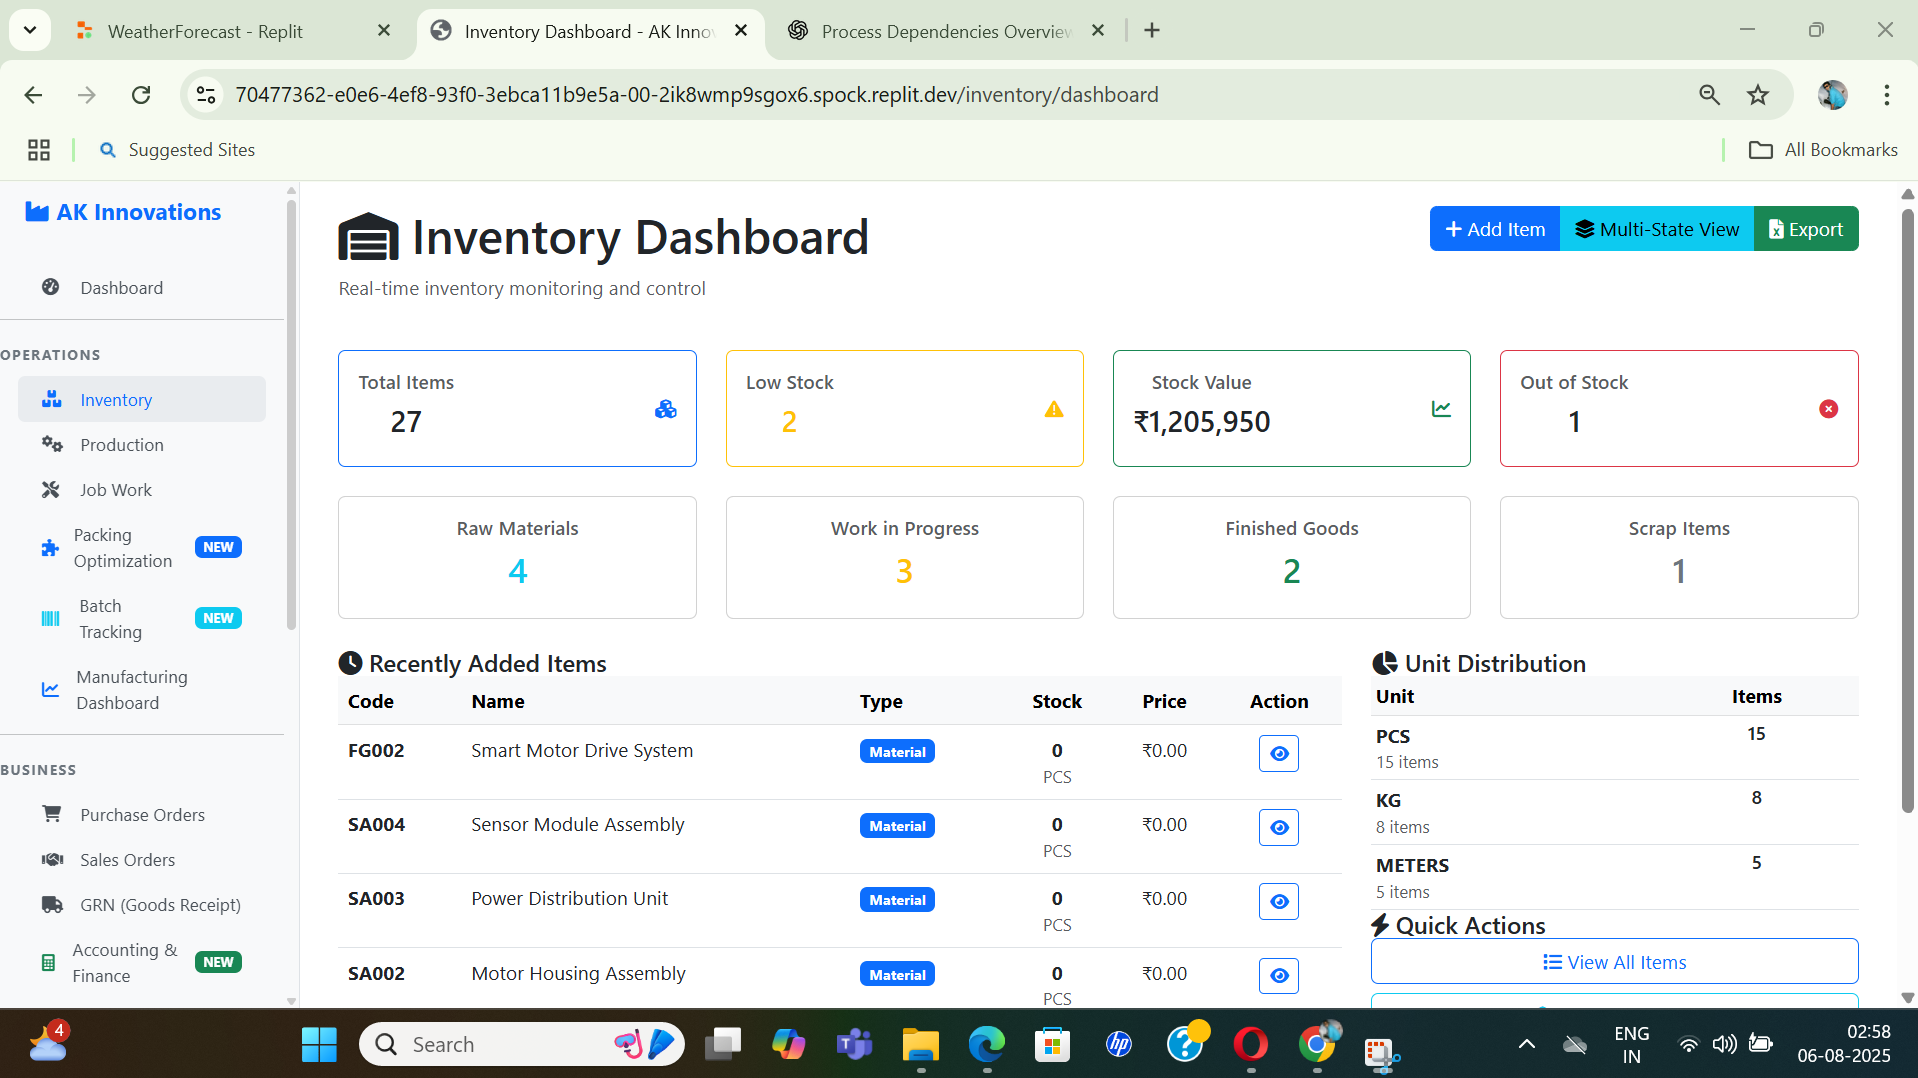 WeatherForecast - Replit
Inventory Dashboard - AK Inno
Process Dependencies Overview
70477362-e0e6-4ef8-93f0-3ebca11b9e5a-00-2ik8wmp9sgox6.spock.replit.dev/inventory/dashboard
Suggested Sites
All Bookmarks
AK Innovations
Dashboard
OPERATIONS
Inventory
Production
Job Work
Packing
Optimization
NEW
Batch
Tracking
NEW
Manufacturing
Dashboard
BUSINESS
Purchase Orders
Sales Orders
GRN (Goods Receipt)
Accounting &
Finance
NEW
Inventory Dashboard
Real-time inventory monitoring and control
+ Add Item
Multi-State View
Export
Total Items
27
Low Stock
2
Stock Value
₹1,205,950
Out of Stock
1
Raw Materials
4
Work in Progress
3
Finished Goods
2
Scrap Items
1
Recently Added Items
Code Name Type Stock Price Action
FG002 Smart Motor Drive System Material 0 ₹0.00
PCS
SA004 Sensor Module Assembly Material 0 ₹0.00
PCS
SA003 Power Distribution Unit Material 0 ₹0.00
PCS
SA002 Motor Housing Assembly Material 0 ₹0.00
PCS
Unit Distribution
Unit Items
PCS 15
15 items
KG 8
8 items
METERS 5
5 items
Quick Actions
View All Items
4
Search
hp
ENG
IN
02:58
06-08-2025